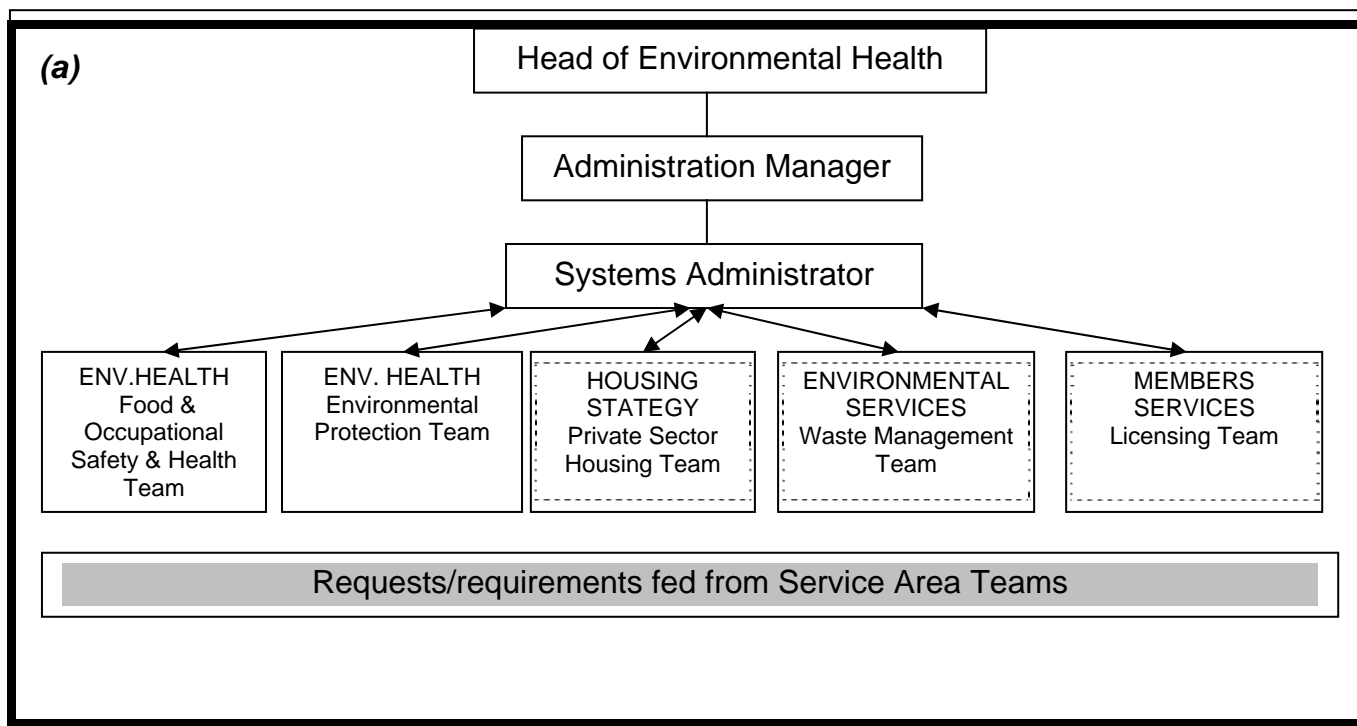 (a)
Head of Environmental Health
Administration Manager
Systems Administrator
ENV.HEALTH
Food &
Occupational
Safety & Health
Team
ENV. HEALTH
Environmental
Protection Team
HOUSING
STATEGY
Private Sector
Housing Team
ENVIRONMENTAL
SERVICES
Waste Management
Team
MEMBERS
SERVICES
Licensing Team
Requests/requirements fed from Service Area Teams